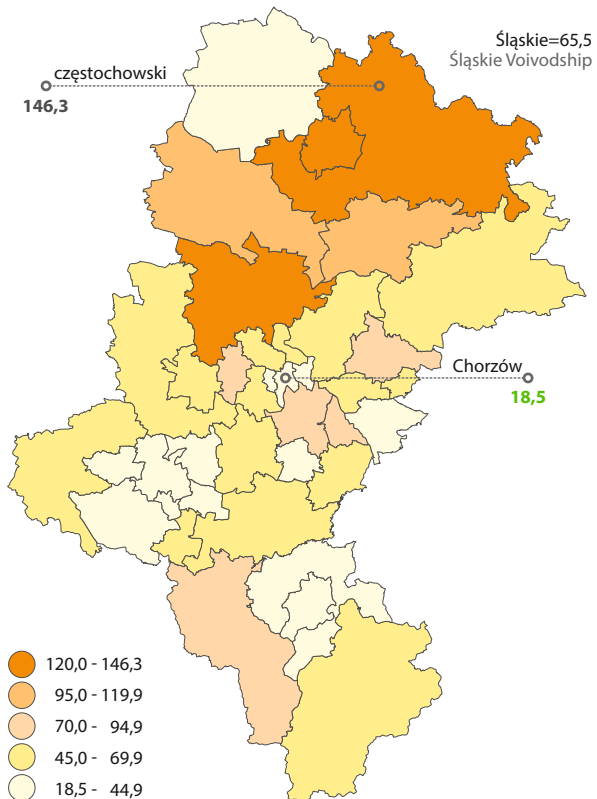 Śląskie=65,5
Śląskie Voivodship
częstochowski
146,3
Chorzów
18,5
120,0 - 146,3
95,0 - 119,9
70,0 - 94,9
45,0 - 69,9
18,5 - 44,9